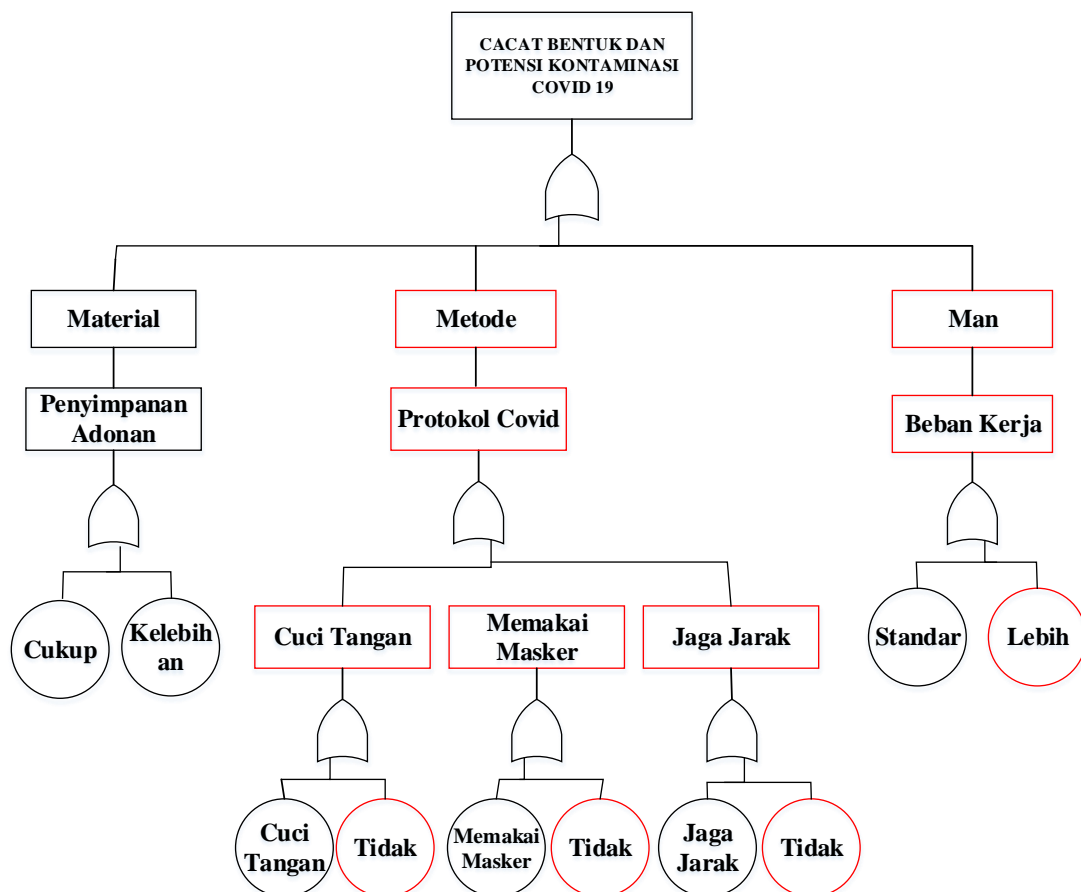 CACAT BENTUK DAN
POTENSI KONTAMINASI
COVID 19
Material
Metode
Man
Penyimpanan
Adonan
Protokol Covid
Beban Kerja
Cukup
Kelebih
an
Cuci Tangan
Memakai
Masker
Jaga Jarak
Standar
Lebih
Cuci
Tangan
Tidak
Memakai
Masker
Tidak
Jaga
Jarak
Tidak